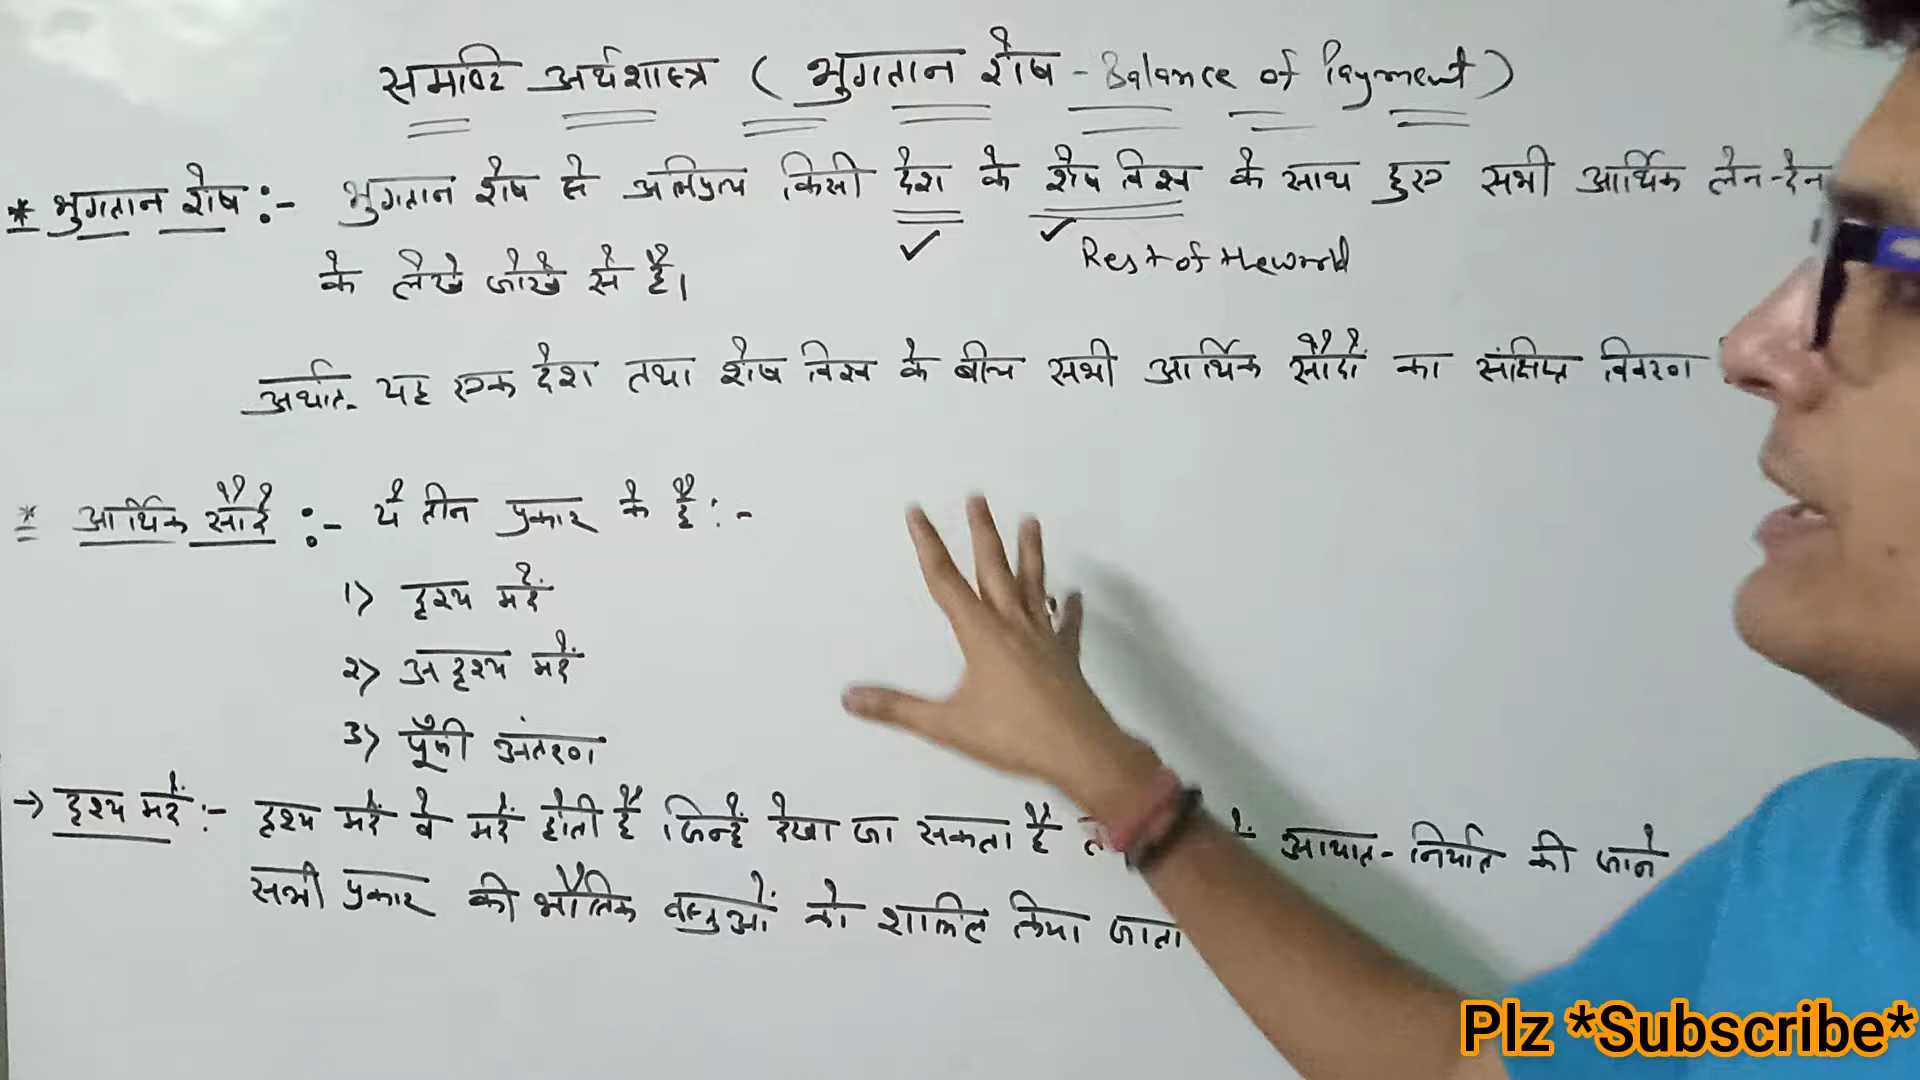 समष्टि अर्थशास्त्र ( भुगतान शेष - Balance of Payment )
* भुगतान शेष :- भुगतान शेष से अभिप्राय किसी देश के शेष विश्व के साथ हुए सभी आर्थिक लेन-देन
Rest of the world
के लेखे जोखे से है।
अर्थात- यह एक देश तथा शेष विश्व के बीच सभी आर्थिक सौदों का संक्षिप्त विवरण
* आर्थिक सौदे :- ये तीन प्रकार के हैं :-
1> दृश्य मदें
2> अदृश्य मदें
3> पूँजी अंतरण
→ दृश्य मदें :- दृश्य मदें वे मदें होती हैं जिन्हें देखा जा सकता है आयात - निर्यात की जाने
सभी प्रकार की भौतिक वस्तुओं को शामिल किया जाता
Plz *Subscribe*